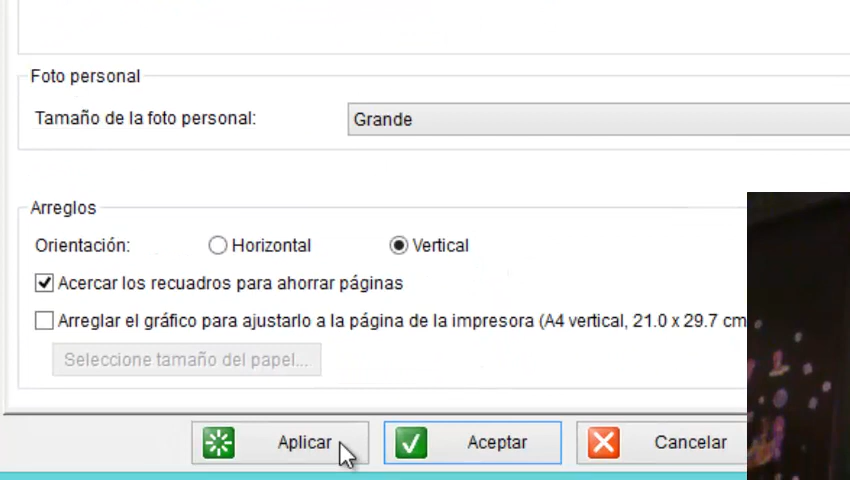 Foto personal
Tamaño de la foto personal: Grande
Arreglos
Orientación: Horizontal Vertical
Acercar los recuadros para ahorrar páginas
Arreglar el gráfico para ajustarlo a la página de la impresora (A4 vertical, 21.0 x 29.7 cm
Seleccione tamaño del papel...
Aplicar Aceptar Cancelar